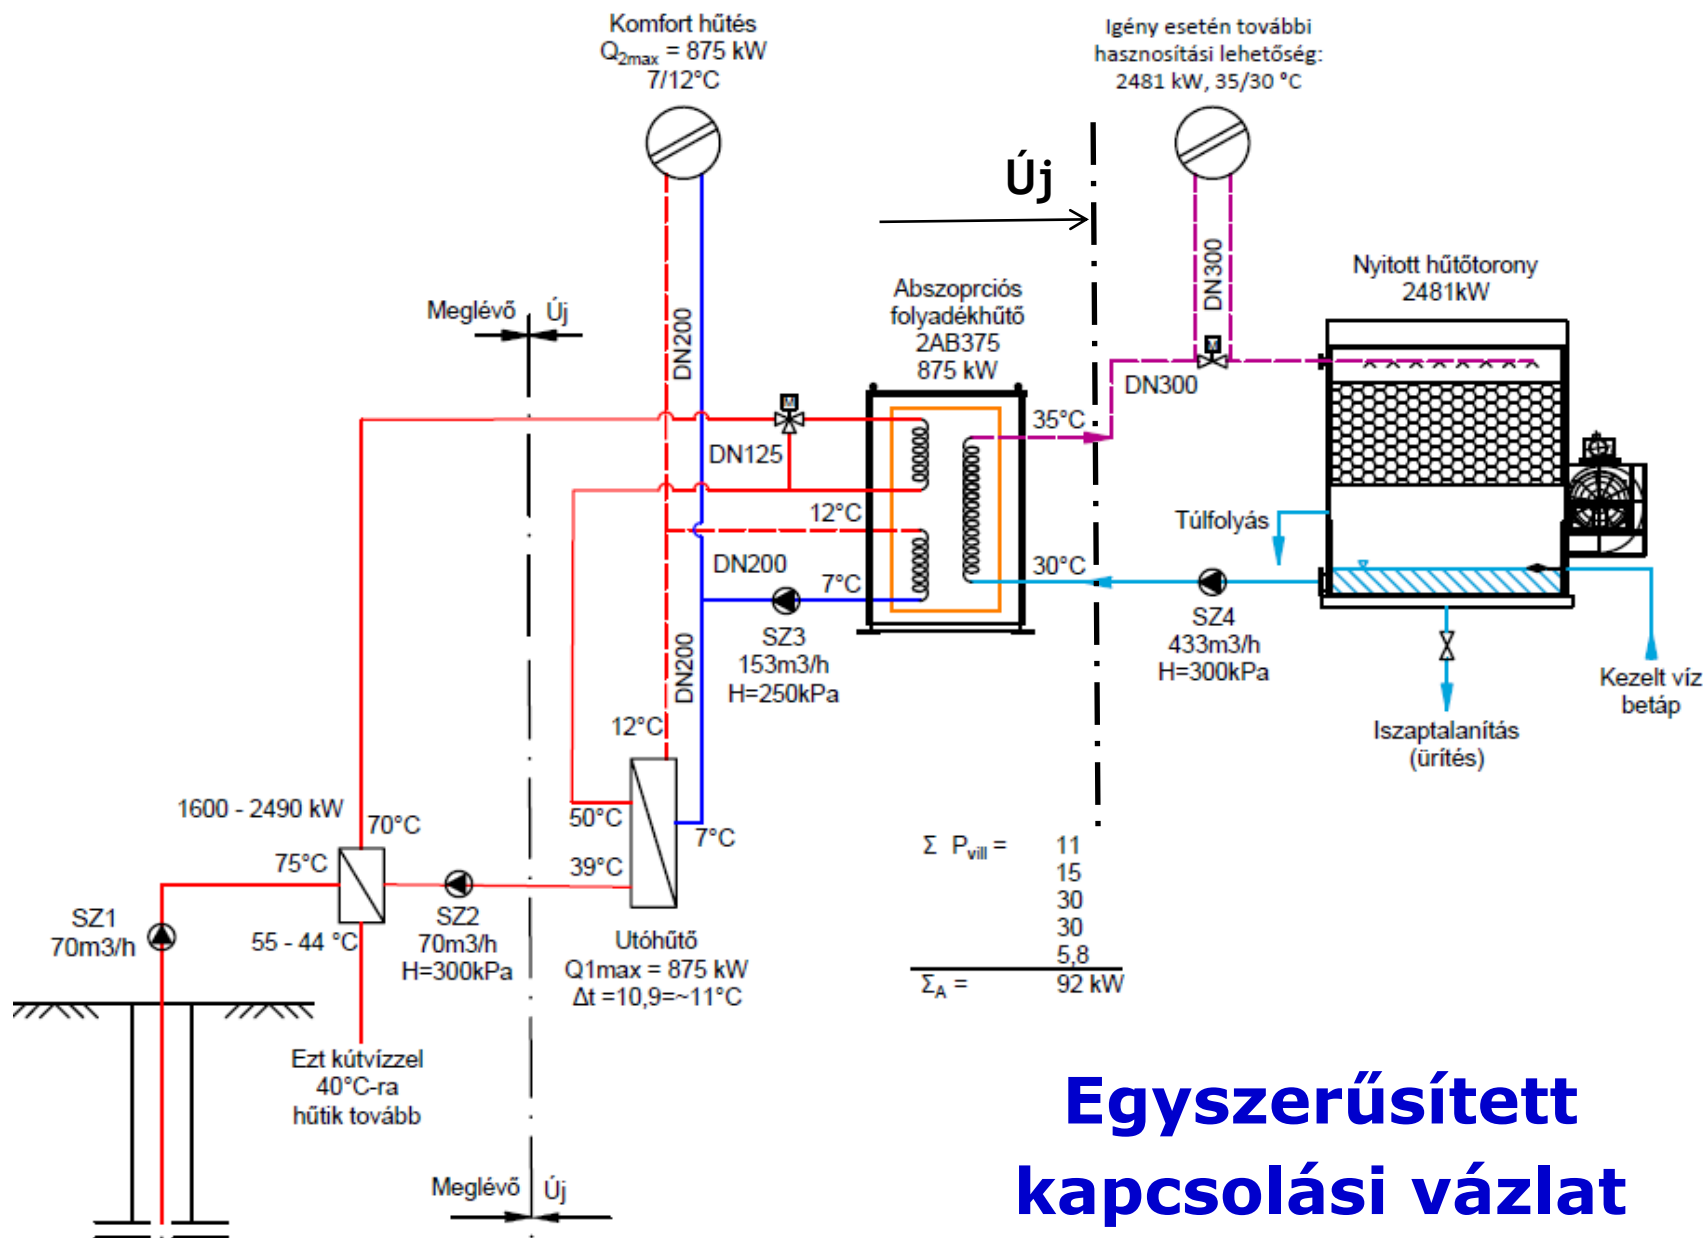 Komfort hűtés
Q2max = 875 kW
7/12°C
Igény esetén további
hasznosítási lehetőség:
2481 kW, 35/30 °C
Új
DN300
Nyitott hűtőtorony
2481kW
Meglévő
Új
DN200
Abszoprciós
folyadékhűtő
2AB375
875 kW
M
DN300
M
35°C
DN125
12°C
Túlfolyás
DN200
7°C
30°C
SZ3
153m3/h
H=250kPa
DN200
SZ4
433m3/h
H=300kPa
Kezelt víz
betáp
Iszaptalanítás
(ürítés)
12°C
1600 - 2490 kW
70°C
50°C
7°C
75°C
39°C
SZ1
70m3/h
55 - 44 °C
SZ2
70m3/h
H=300kPa
Utóhűtő
Q1max = 875 kW
Δt =10,9=~11°C
Σ Pvill = 11
15
30
30
5,8
ΣA = 92 kW
Ezt kútvízzel
40°C-ra
hűtik tovább
Meglévő
Új
Egyszerűsített
kapcsolási vázlat